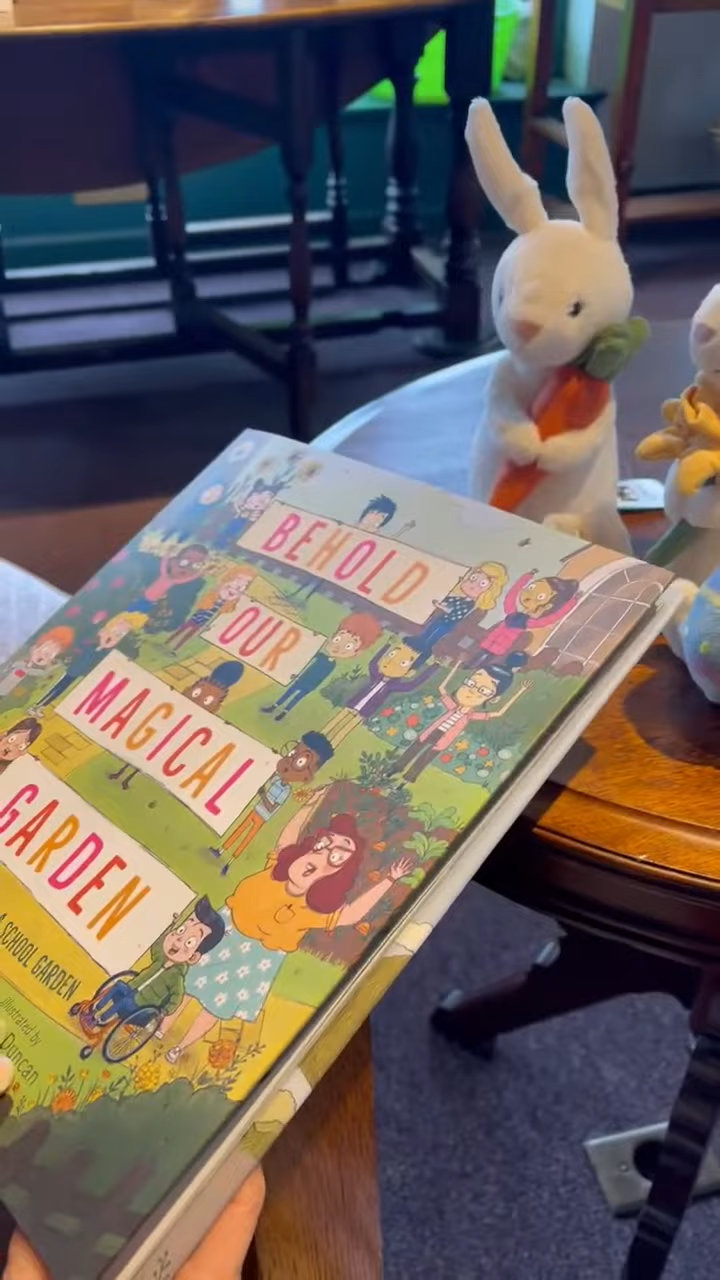 BEHOLD
OUR
MAGICAL
GARDEN
A SCHOOL GARDEN
illustrated by
Duncan